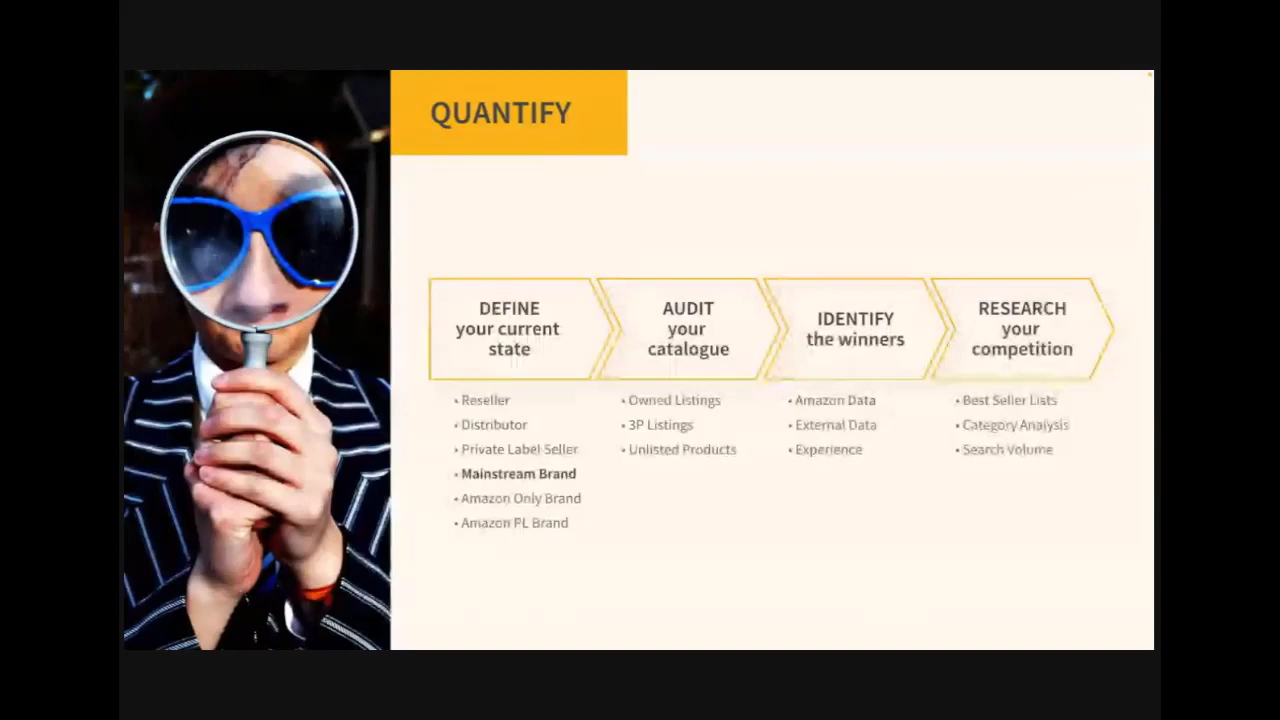 QUANTIFY
DEFINE
your current
state
• Reseller
• Distributor
• Private Label Seller
• Mainstream Brand
• Amazon Only Brand
• Amazon PL Brand
AUDIT
your
catalogue
• Owned Listings
• 3P Listings
• Unlisted Products
IDENTIFY
the winners
• Amazon Data
• External Data
• Experience
RESEARCH
your
competition
• Best Seller Lists
• Category Analysis
• Search Volume